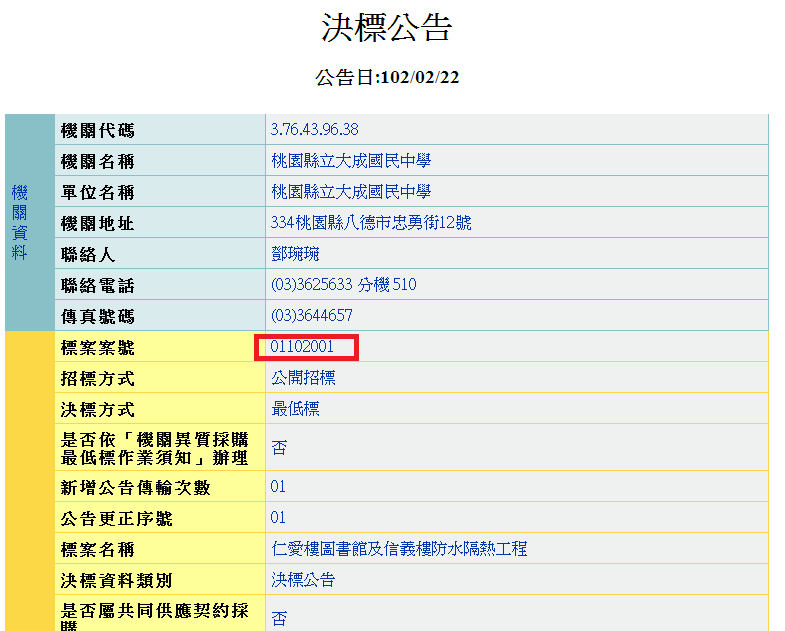 決標公告
公告日:102/02/22
機關資料
機關代碼 3.76.43.96.38
機關名稱 桃園縣立大成國民中學
單位名稱 桃園縣立大成國民中學
機關地址 334桃園縣八德市忠勇街12號
聯絡人 鄧琬琬
聯絡電話 (03)3625633 分機 510
傳真號碼 (03)3644657
標案案號 01102001
招標方式 公開招標
決標方式 最低標
是否依「機關異質採購
最低標作業須知」辦理 否
新增公告傳輸次數 01
公告更正序號 01
標案名稱 仁愛樓圖書館及信義樓防水隔熱工程
決標資料類別 決標公告
是否屬共同供應契約採
購 否